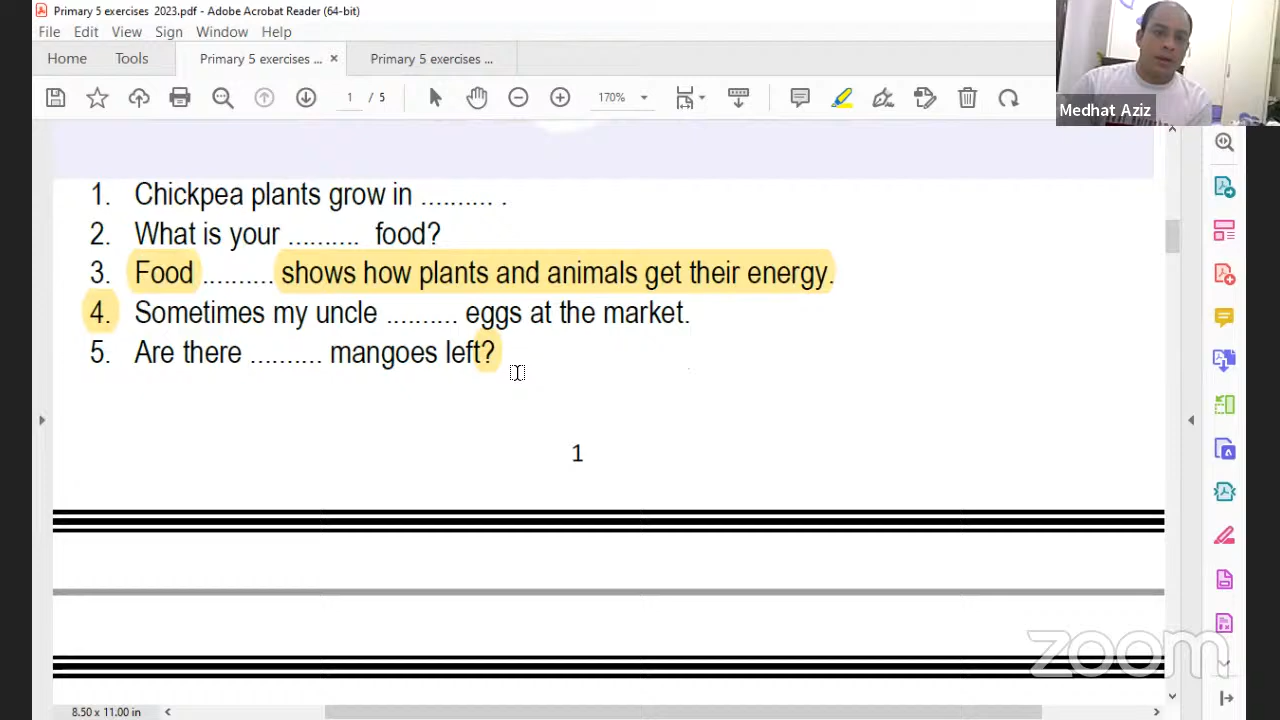 Primary 5 exercises 2023.pdf - Adobe Acrobat Reader (64-bit)
File Edit View Sign Window Help
Home Tools Primary 5 exercises ... × Primary 5 exercises ...
1 / 5 170%
Medhat Aziz
1. Chickpea plants grow in .......... .
2. What is your .......... food?
3. Food .......... shows how plants and animals get their energy.
4. Sometimes my uncle .......... eggs at the market.
5. Are there .......... mangoes left?
1
zoom
8.50 x 11.00 in